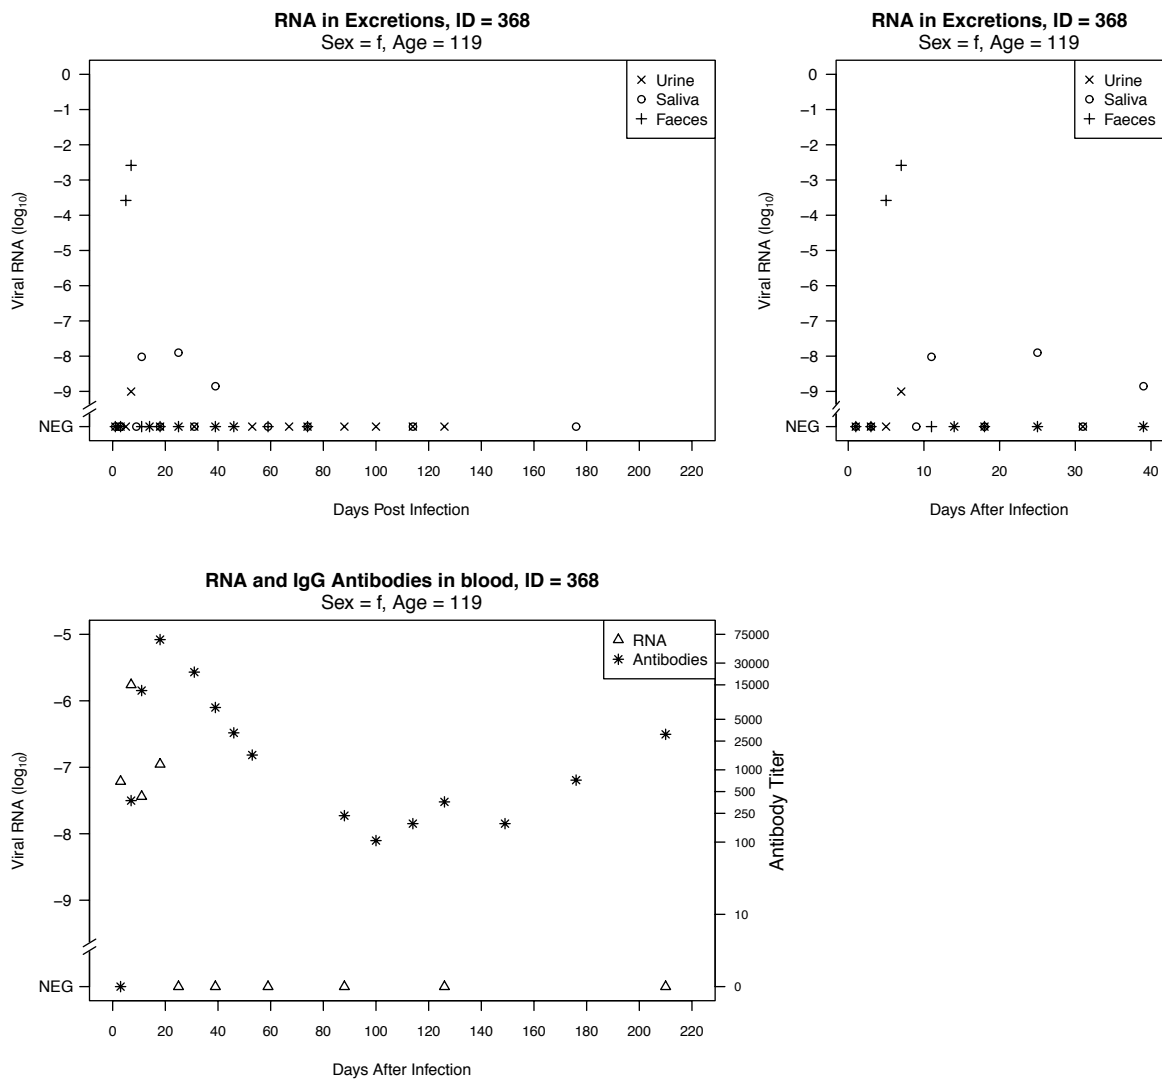 RNA in Excretions, ID = 368
Sex = f, Age = 119
Viral RNA (log10)
0
−1
−2
−3
−4
−5
−6
−7
−8
−9
NEG
Urine
Saliva
Faeces
0 20 40 60 80 100 120 140 160 180 200 220
Days Post Infection
RNA in Excretions, ID = 368
Sex = f, Age = 119
Viral RNA (log10)
0
−1
−2
−3
−4
−5
−6
−7
−8
−9
NEG
Urine
Saliva
Faeces
0 10 20 30 40
Days After Infection
RNA and IgG Antibodies in blood, ID = 368
Sex = f, Age = 119
Viral RNA (log10)
−5
−6
−7
−8
−9
NEG
RNA
Antibodies
75000
30000
15000
5000
2500
1000
500
250
100
10
0
Antibody Titer
0 20 40 60 80 100 120 140 160 180 200 220
Days After Infection